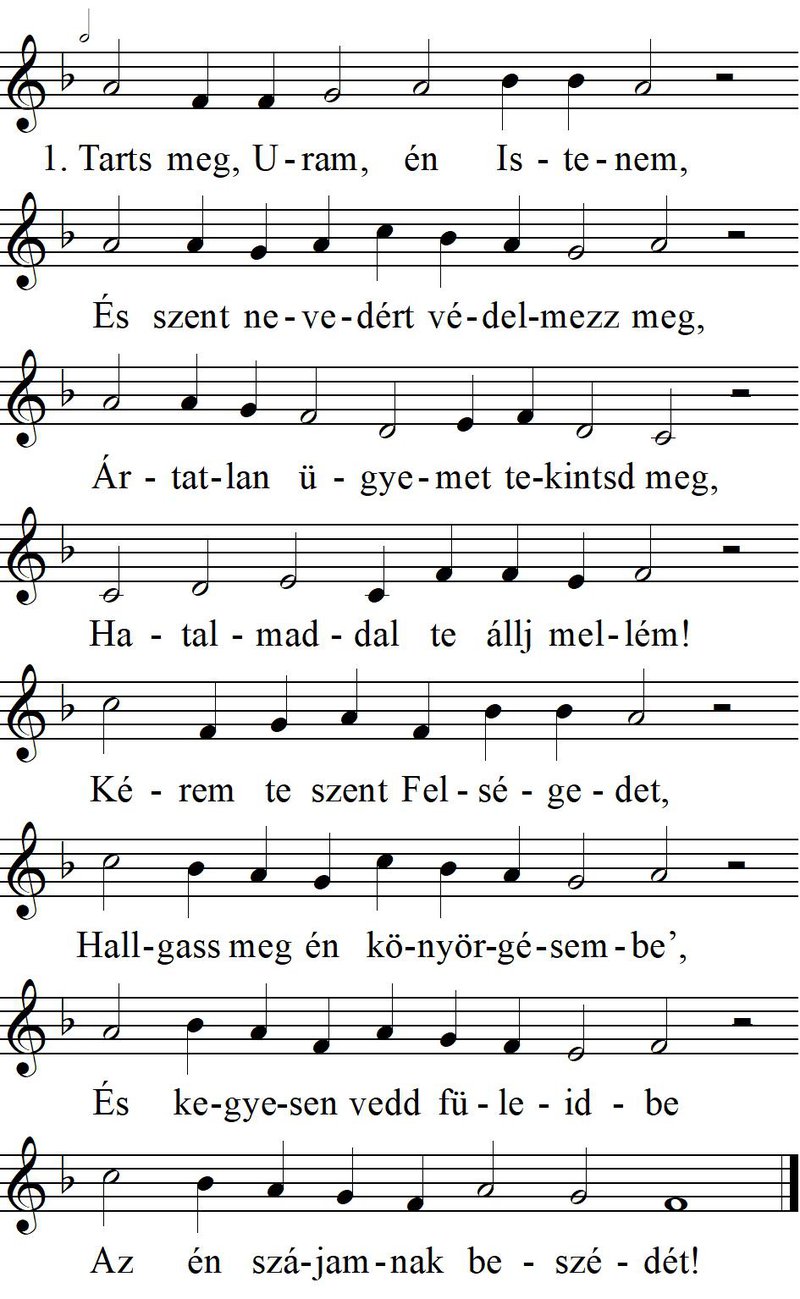 1. Tarts meg, U-ram, én Is-te-nem,
És szent ne-ve-dért vé-del-mezz meg,
Ár-tat-lan ü-gye-met te-kintsd meg,
Ha-tal-mad-dal te állj mel-lém!
Ké-rem te szent Fel-sé-ge-det,
Hall-gass meg én kö-nyör-gé-sem-be’,
És ke-gye-sen vedd fü-le-id-be
Az én szá-jam-nak be-szé-dét!